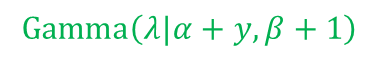 Gamma(λ|α + y, β + 1)